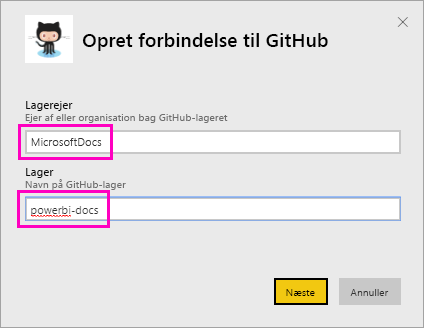 Opret forbindelse til GitHub
Lagerejer
Ejer af eller organisation bag GitHub-lageret
MicrosoftDocs
Lager
Navn på GitHub-lager
powerbi-docs
Næste
Annuller